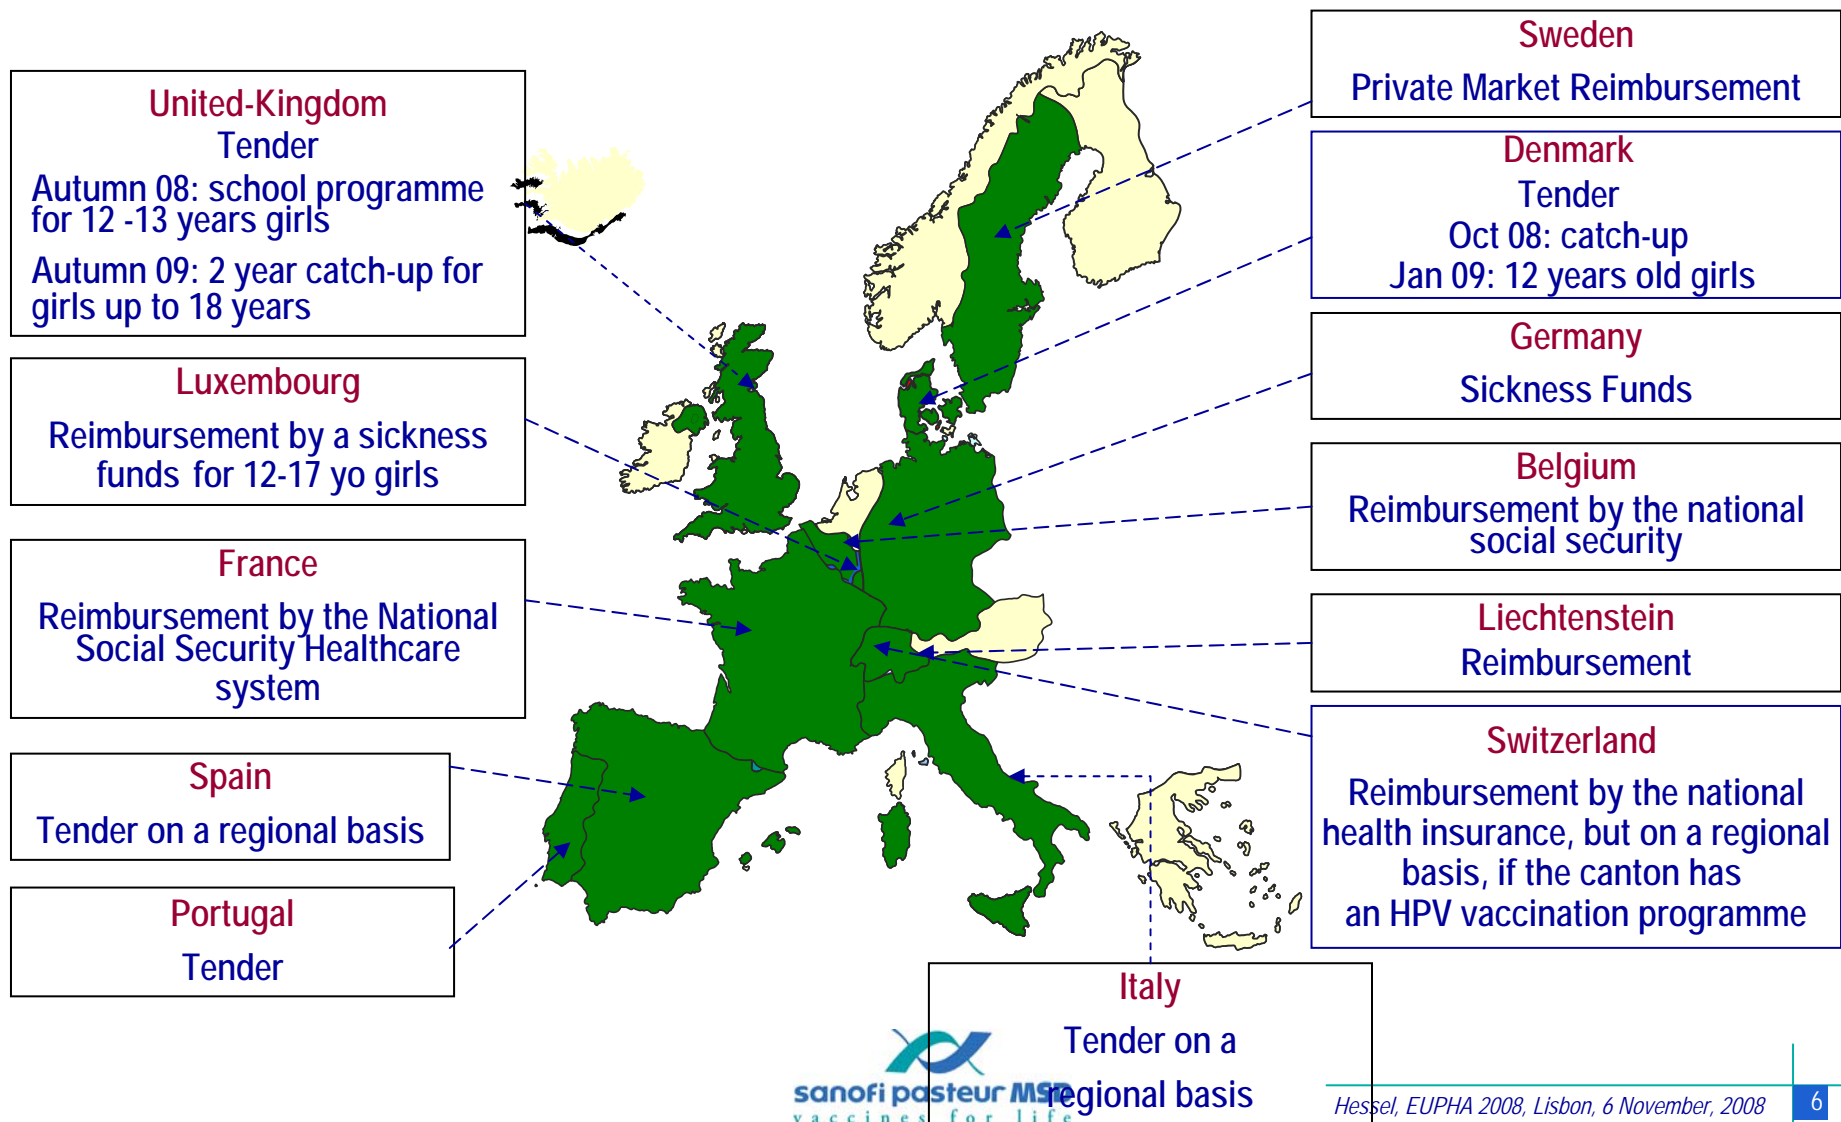 United-Kingdom
Tender
Autumn 08: school programme
for 12 -13 years girls
Autumn 09: 2 year catch-up for
girls up to 18 years
Luxembourg
Reimbursement by a sickness
funds for 12-17 yo girls
France
Reimbursement by the National
Social Security Healthcare
system
Spain
Tender on a regional basis
Portugal
Tender
Sweden
Private Market Reimbursement
Denmark
Tender
Oct 08: catch-up
Jan 09: 12 years old girls
Germany
Sickness Funds
Belgium
Reimbursement by the national
social security
Liechtenstein
Reimbursement
Switzerland
Reimbursement by the national
health insurance, but on a regional
basis, if the canton has
an HPV vaccination programme
Italy
Tender on a
regional basis
sanofi pasteur MSD
vaccines for life
Hessel, EUPHA 2008, Lisbon, 6 November, 2008
6